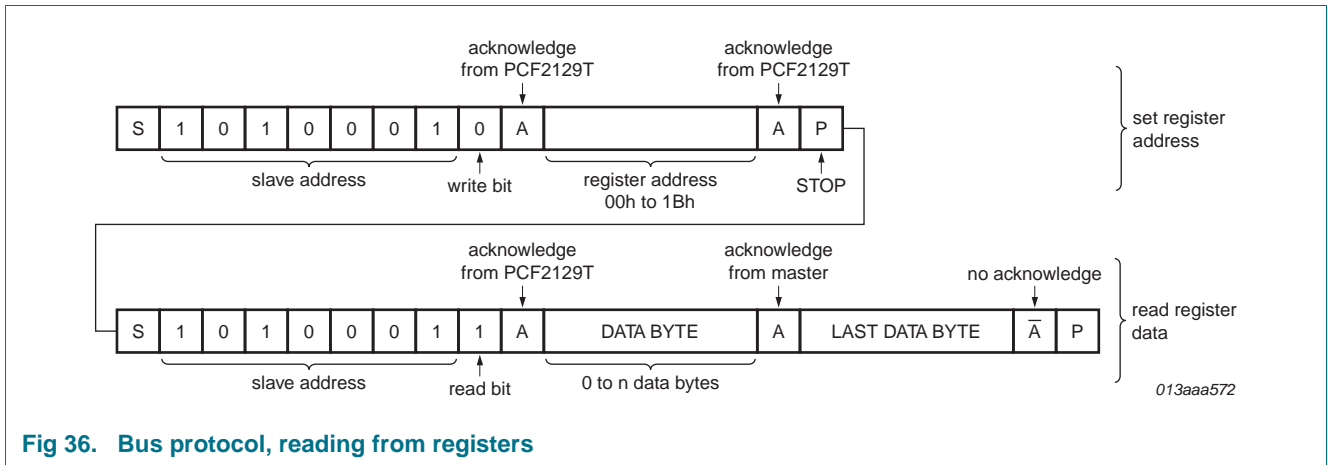 acknowledge acknowledge
from PCF2129T from PCF2129T
S 1 0 1 0 0 0 1 0 A A P
set register
address
slave address write bit register address STOP
00h to 1Bh
acknowledge acknowledge
from PCF2129T from master no acknowledge
S 1 0 1 0 0 0 1 1 A DATA BYTE A LAST DATA BYTE A̅ P
read register
data
slave address read bit 0 to n data bytes
013aaa572
Fig 36. Bus protocol, reading from registers